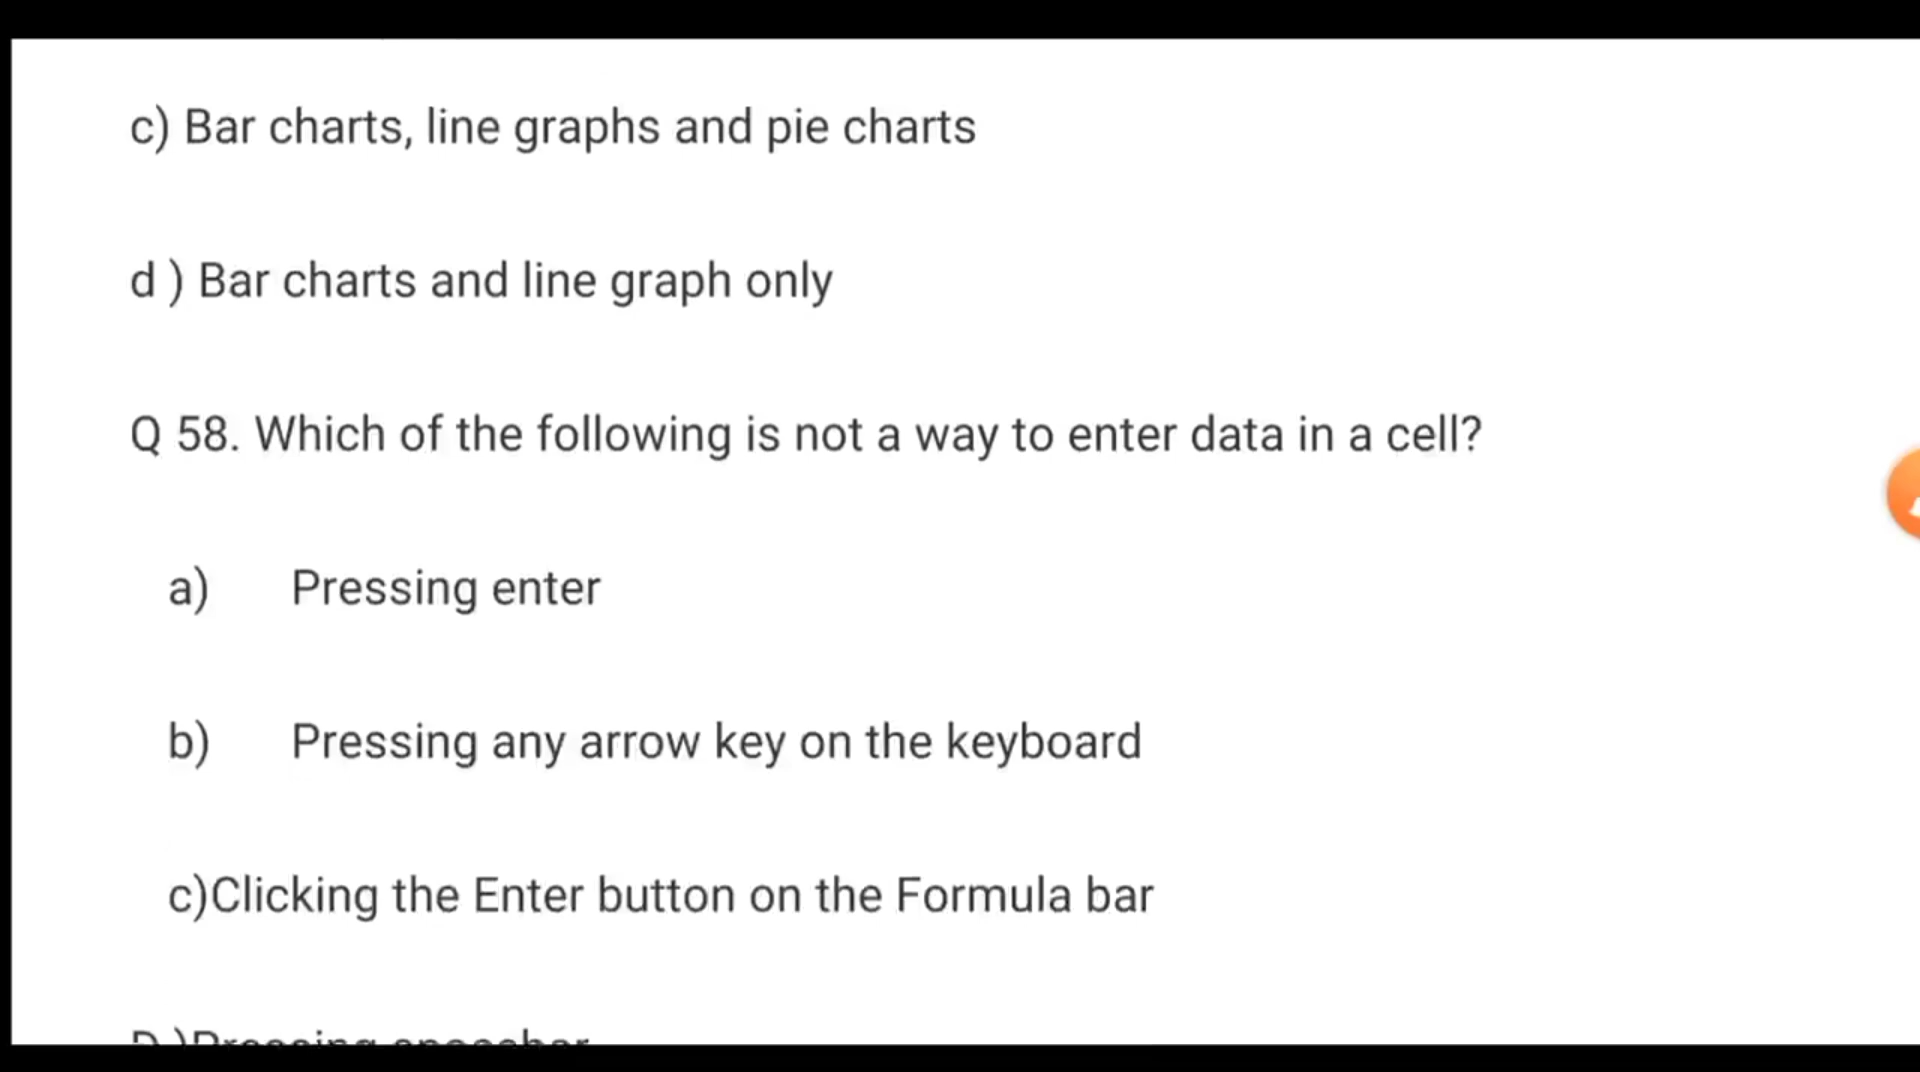 c) Bar charts, line graphs and pie charts
d ) Bar charts and line graph only
Q 58. Which of the following is not a way to enter data in a cell?
a) Pressing enter
b) Pressing any arrow key on the keyboard
c)Clicking the Enter button on the Formula bar
D )Pressing